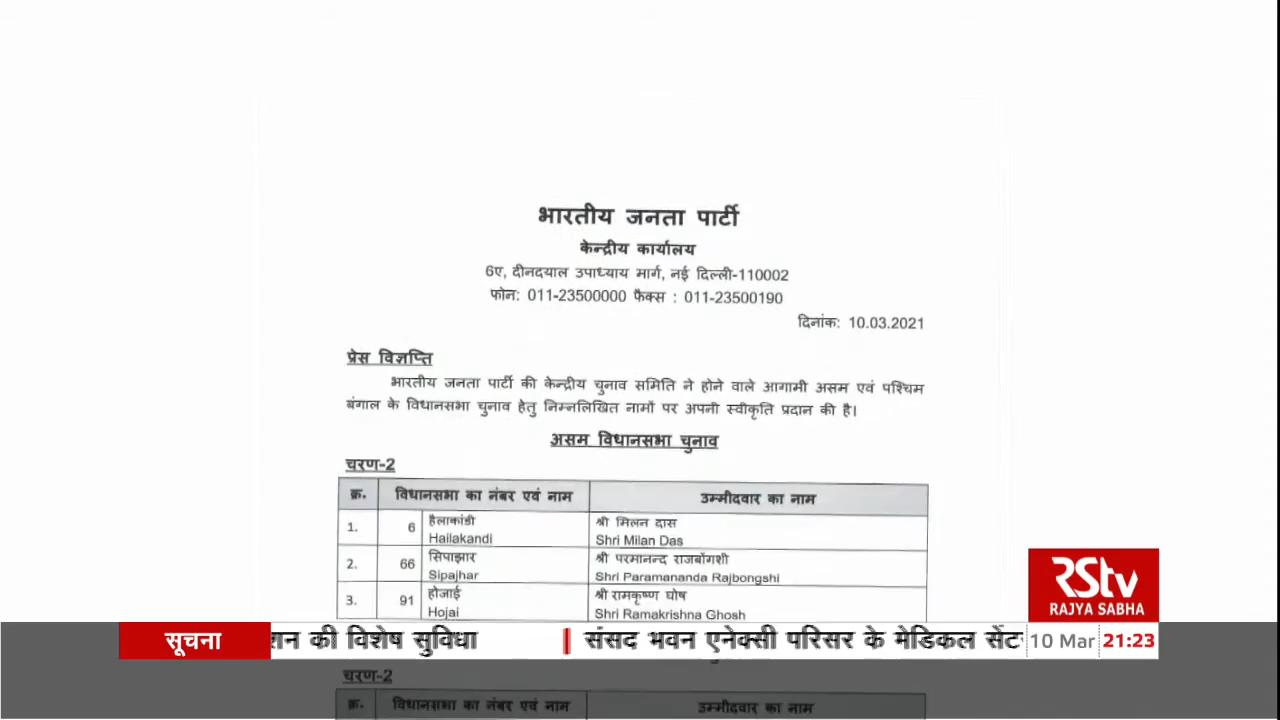 भारतीय जनता पार्टी
केन्द्रीय कार्यालय
6ए, दीनदयाल उपाध्याय मार्ग, नई दिल्ली-110002
फोन: 011-23500000 फैक्स : 011-23500190
दिनांक: 10.03.2021
प्रेस विज्ञप्ति
भारतीय जनता पार्टी की केन्द्रीय चुनाव समिति ने होने वाले आगामी असम एवं पश्चिम
बंगाल के विधानसभा चुनाव हेतु निम्नलिखित नामों पर अपनी स्वीकृति प्रदान की है।
असम विधानसभा चुनाव
चरण-2
क्र. विधानसभा का नंबर एवं नाम उम्मीदवार का नाम
1. 6 हैलाकांडी श्री मिलन दास
Hailakandi Shri Milan Das
2. 66 सिपाझार श्री परमानन्द राजबोंगशी
Sipajhar Shri Paramananda Rajbongshi
3. 91 होजाई श्री रामकृष्ण घोष
Hojai Shri Ramakrishna Ghosh
RStv
RAJYA SABHA
सूचना शन की विशेष सुविधा | संसद भवन एनेक्सी परिसर के मेडिकल सेंट 10 Mar 21:23
चरण-2
क्र. विधानसभा का नंबर एवं नाम उम्मीदवार का नाम